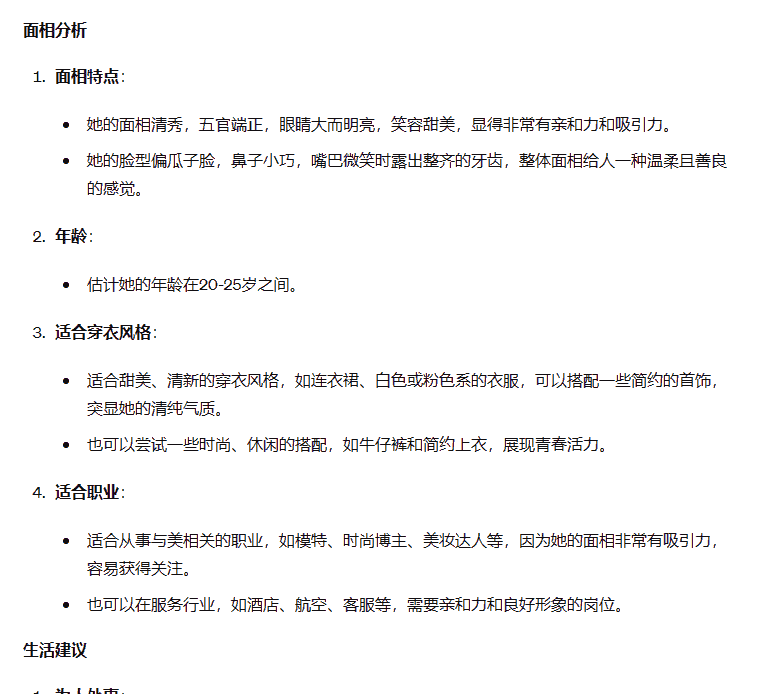 面相分析
1. 面相特点：
• 她的面相清秀，五官端正，眼睛大而明亮，笑容甜美，显得非常有亲和力和吸引力。
• 她的脸型偏瓜子脸，鼻子小巧，嘴巴微笑时露出整齐的牙齿，整体面相给人一种温柔且善良
的感觉。
2. 年龄：
• 估计她的年龄在20-25岁之间。
3. 适合穿衣风格：
• 适合甜美、清新的穿衣风格，如连衣裙、白色或粉色系的衣服，可以搭配一些简约的首饰，
突显她的清纯气质。
• 也可以尝试一些时尚、休闲的搭配，如牛仔裤和简约上衣，展现青春活力。
4. 适合职业：
• 适合从事与美相关的职业，如模特、时尚博主、美妆达人等，因为她的面相非常有吸引力，
容易获得关注。
• 也可以在服务行业，如酒店、航空、客服等，需要亲和力和良好形象的岗位。
生活建议